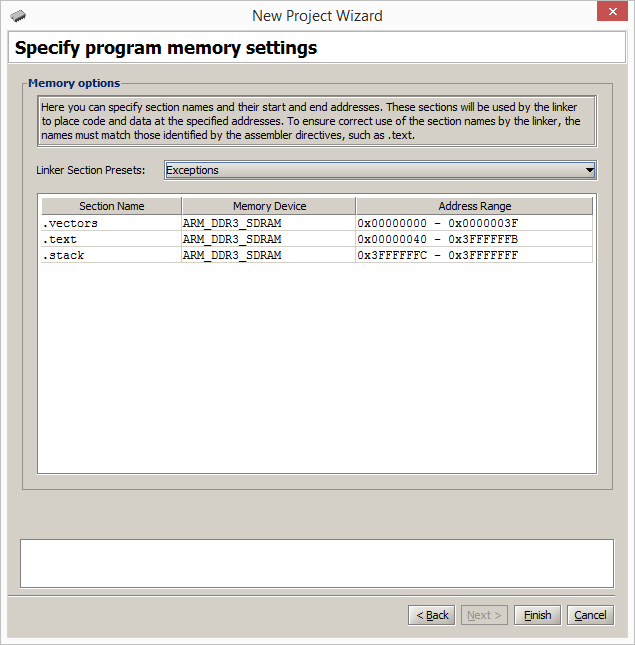 New Project Wizard
Specify program memory settings
Memory options
Here you can specify section names and their start and end addresses. These sections will be used by the linker
to place code and data at the specified addresses. To ensure correct use of the section names by the linker, the
names must match those identified by the assembler directives, such as .text.
Linker Section Presets: Exceptions
Section Name Memory Device Address Range
.vectors ARM_DDR3_SDRAM 0x00000000 - 0x0000003F
.text ARM_DDR3_SDRAM 0x00000040 - 0x3FFFFFFB
.stack ARM_DDR3_SDRAM 0x3FFFFFFC - 0x3FFFFFFF
< Back Next > Finish Cancel